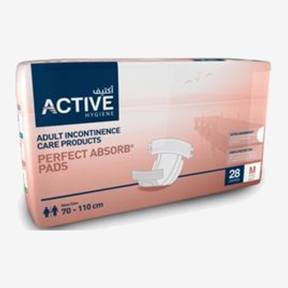 أكتيف
ACTIVE
HYGIENE
ADULT INCONTINENCE
CARE PRODUCTS
PERFECT ABSORB®
PADS
70 - 110 cm
28
M